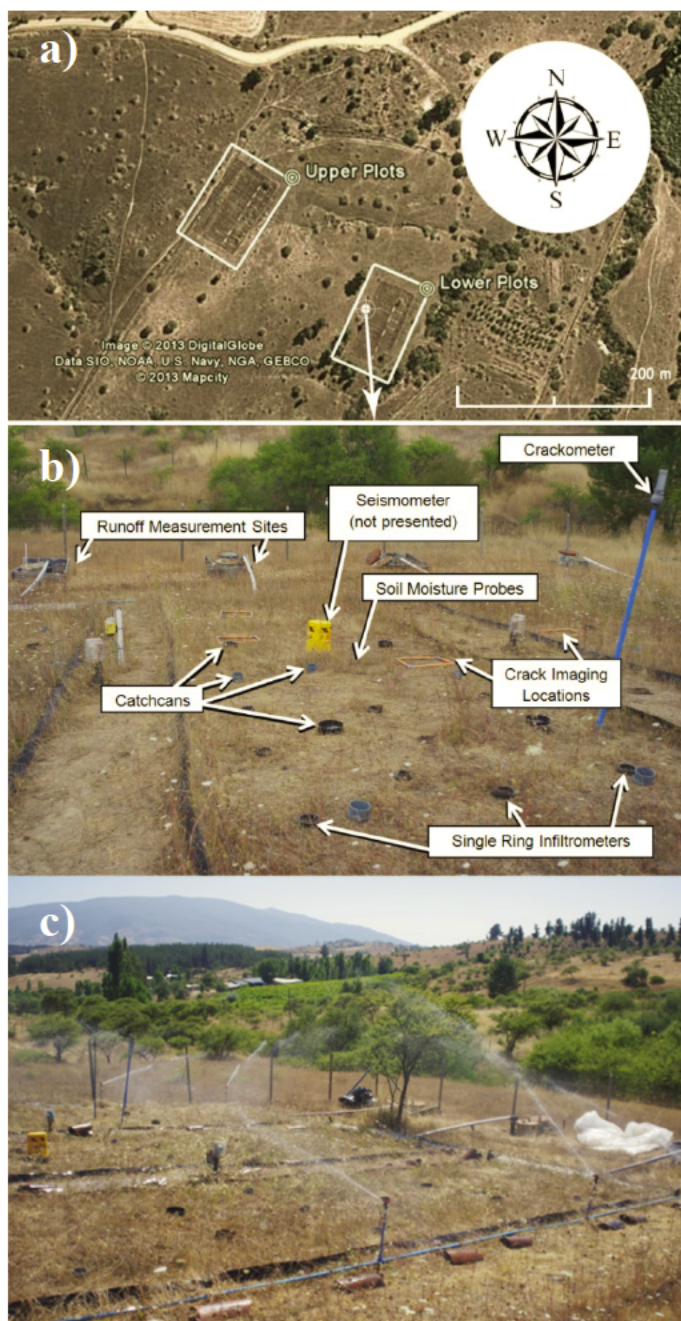 a)
N
W E
S
Upper Plots
Lower Plots
Image © 2013 DigitalGlobe
Data SIO, NOAA, U.S. Navy, NGA, GEBCO
© 2013 Mapcity
200 m
b)
Crackometer
Seismometer
(not presented)
Runoff Measurement Sites
Soil Moisture Probes
Catchcans
Crack Imaging
Locations
Single Ring Infiltrometers
c)